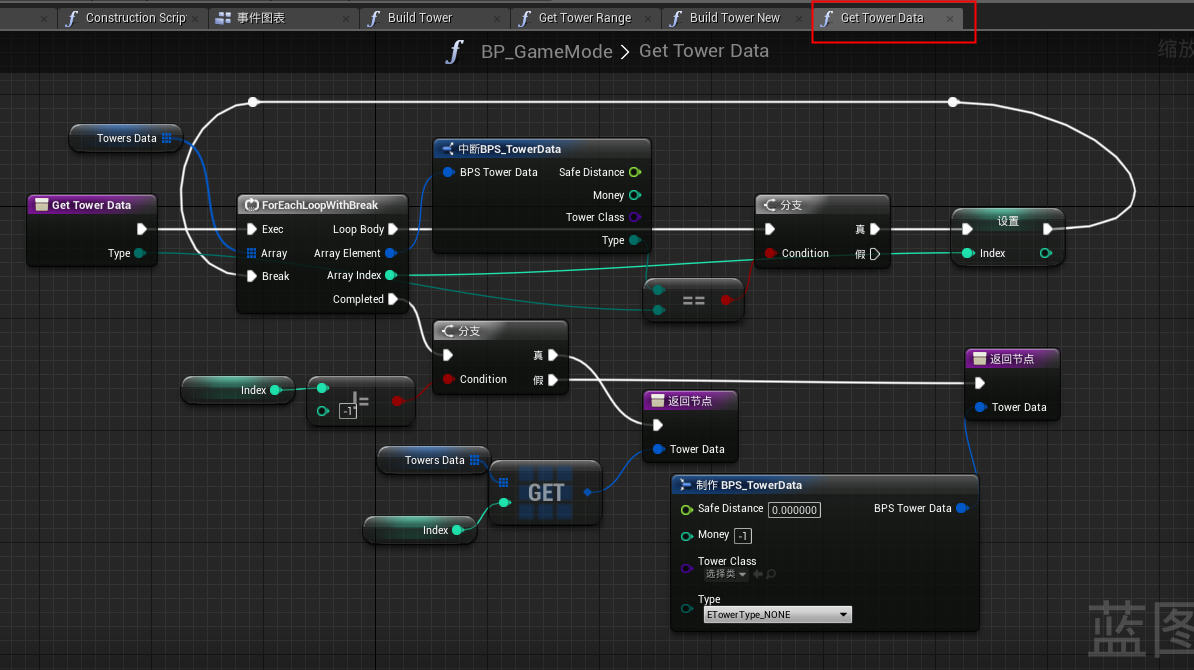 Construction Scrip
事件图表
Build Tower
Get Tower Range
Build Tower New
Get Tower Data
f BP_GameMode > Get Tower Data
缩放
Towers Data
Get Tower Data
Type
ForEachLoopWithBreak
Exec Loop Body
Array Array Element
Break Array Index
Completed
中断BPS_TowerData
BPS Tower Data Safe Distance
Money
Tower Class
Type
分支
真
Condition 假
设置
Index
==
分支
真
Condition 假
Index
-1
!=
返回节点
Tower Data
返回节点
Tower Data
Towers Data
GET
Index
制作 BPS_TowerData
Safe Distance 0.000000 BPS Tower Data
Money -1
Tower Class
选择类
Type
ETowerType_NONE
蓝图